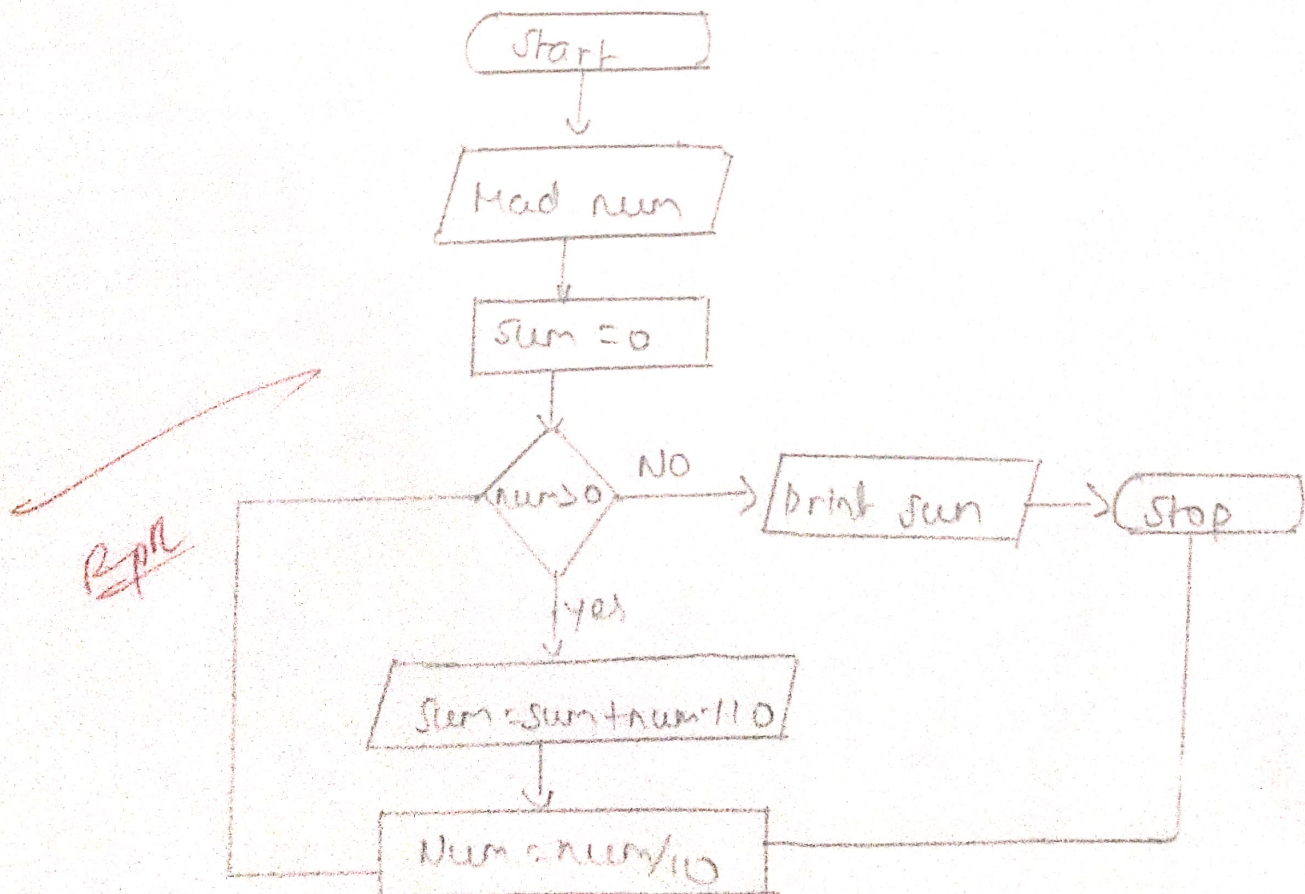 Start
Read num
sum = 0
num>0
NO
print sum
Stop
yes
sum = sum + num % 10
Num = num/10